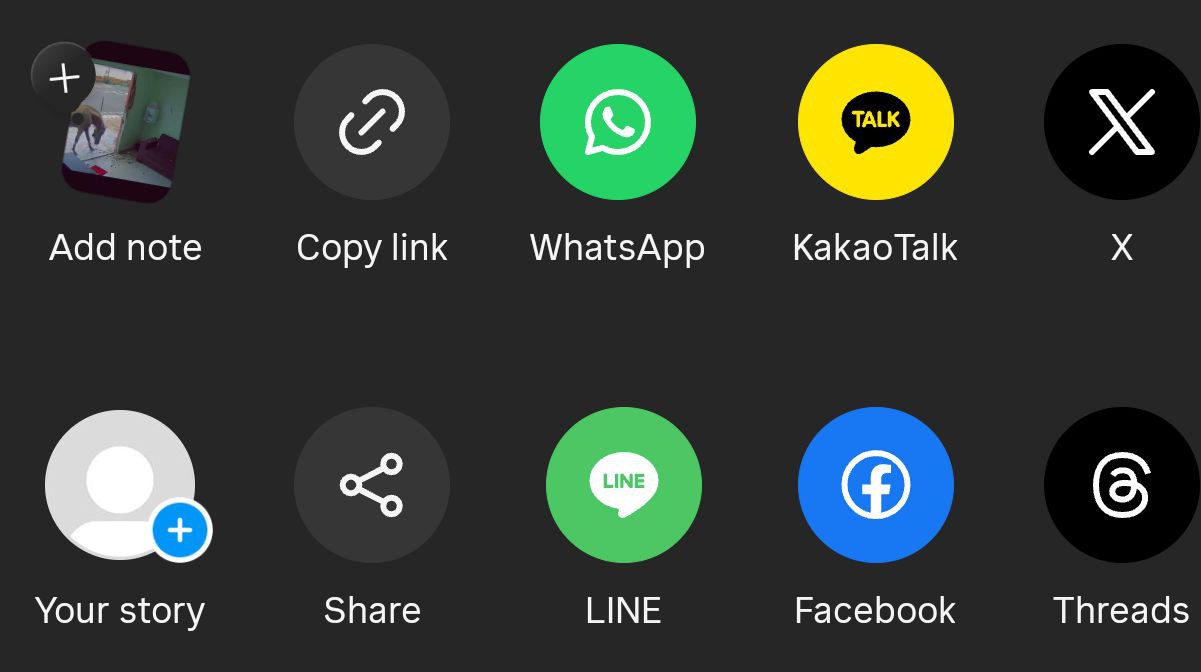 Add note
Copy link
WhatsApp
TALK
KakaoTalk
X
Your story
Share
LINE
LINE
Facebook
Threads